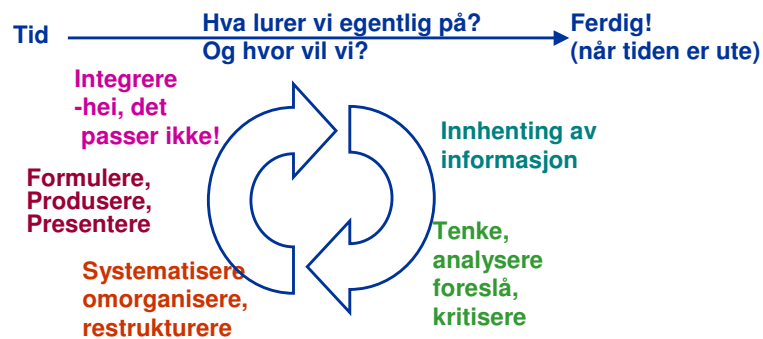 Tid
Hva lurer vi egentlig på?
Og hvor vil vi?
Ferdig!
(når tiden er ute)
Integrere
-hei, det
passer ikke!
Innhenting av
informasjon
Formulere,
Produsere,
Presentere
Tenke,
analysere
foreslå,
kritisere
Systematisere
omorganisere,
restrukturere